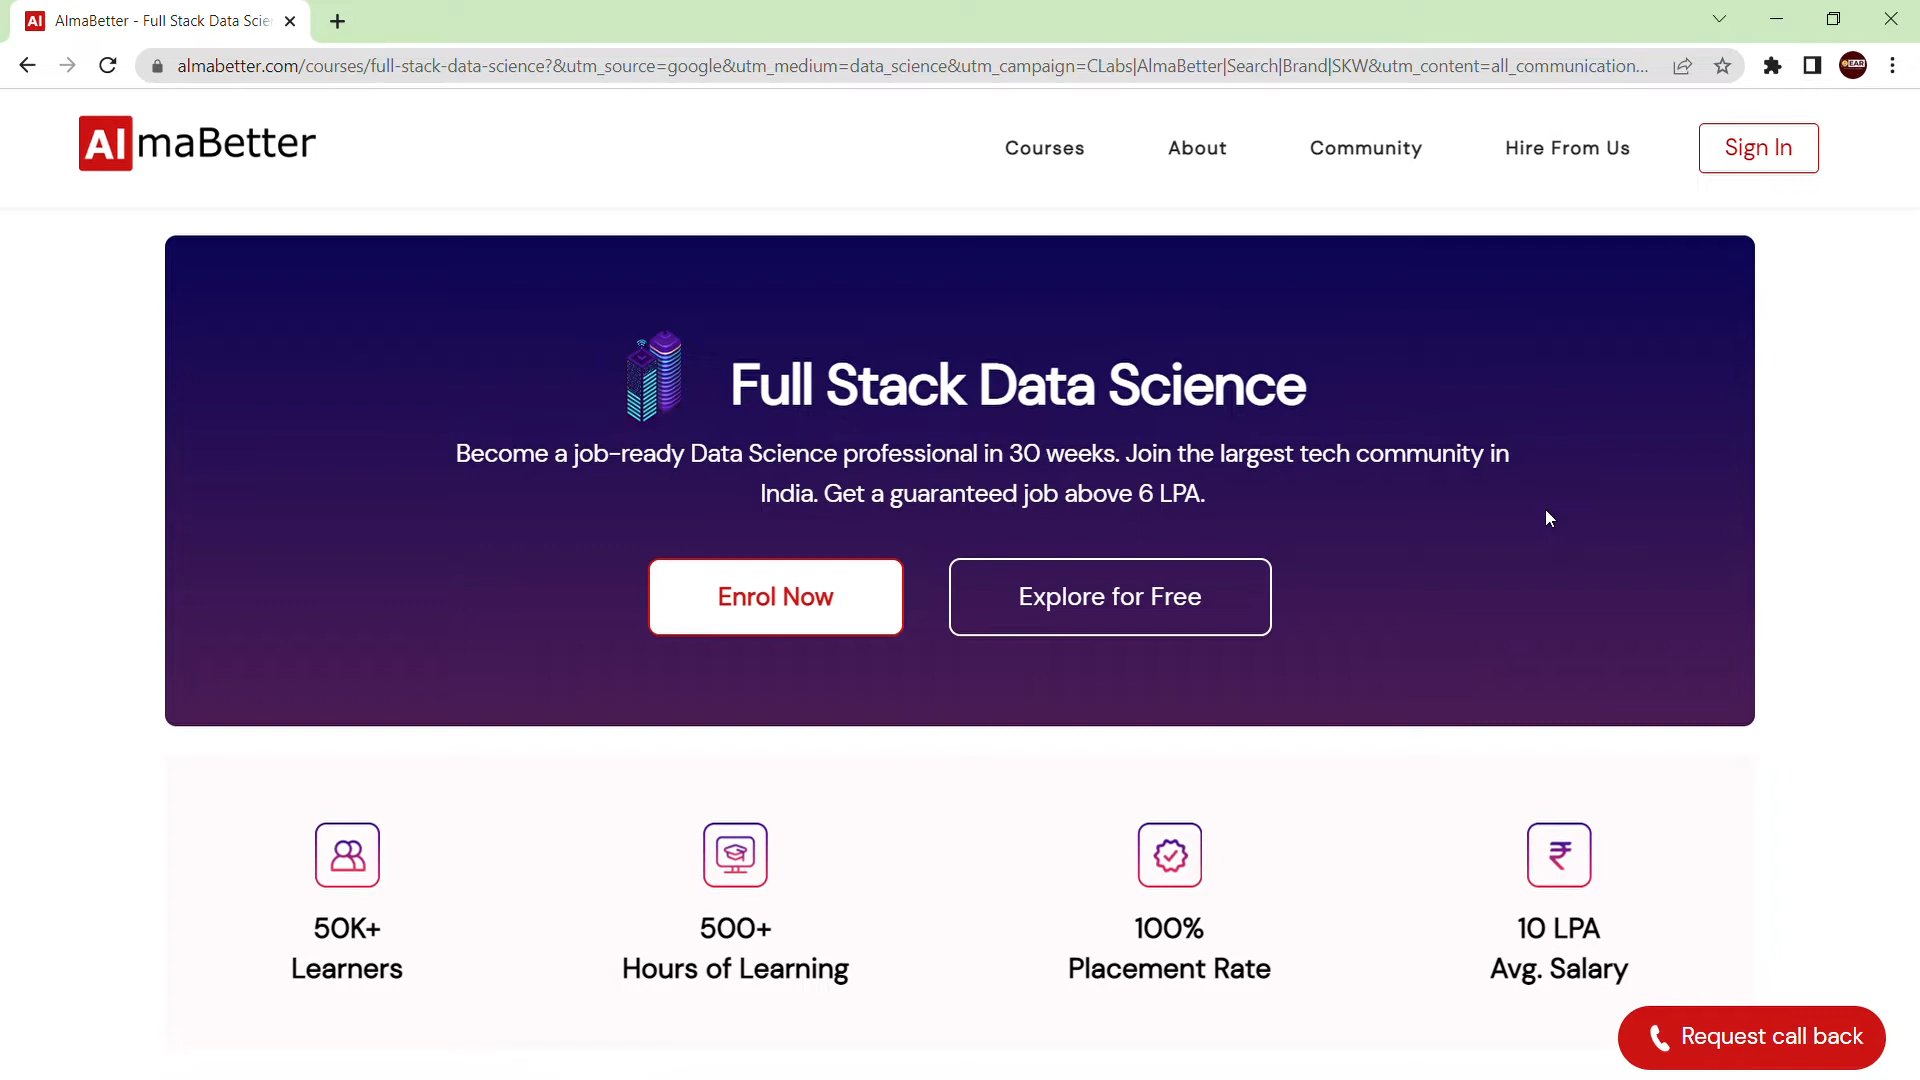 AlmaBetter - Full Stack Data Scie
almabetter.com/courses/full-stack-data-science?&utm_source=google&utm_medium=data_science&utm_campaign=CLabs|AlmaBetter|Search|Brand|SKW&utm_content=all_communication...
AlmaBetter
Courses
About
Community
Hire From Us
Sign In
Full Stack Data Science
Become a job-ready Data Science professional in 30 weeks. Join the largest tech community in
India. Get a guaranteed job above 6 LPA.
Enrol Now
Explore for Free
50K+
Learners
500+
Hours of Learning
100%
Placement Rate
₹
10 LPA
Avg. Salary
Request call back